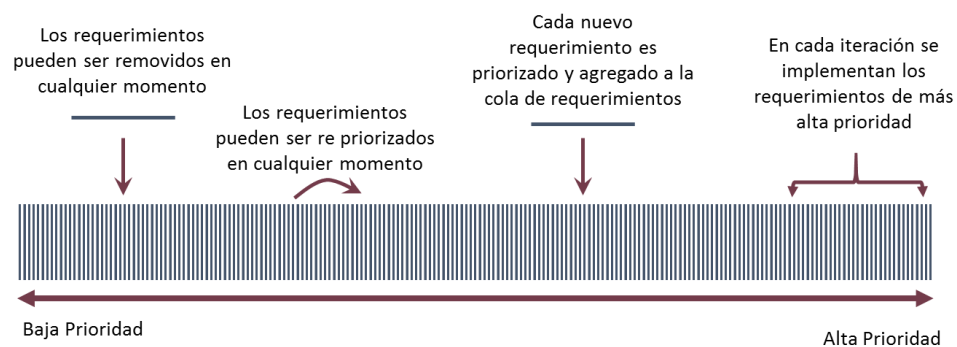 Los requerimientos
pueden ser removidos en
cualquier momento
Los requerimientos
pueden ser re priorizados
en cualquier momento
Cada nuevo
requerimiento es
priorizado y agregado a la
cola de requerimientos
En cada iteración se
implementan los
requerimientos de más
alta prioridad
Baja Prioridad
Alta Prioridad